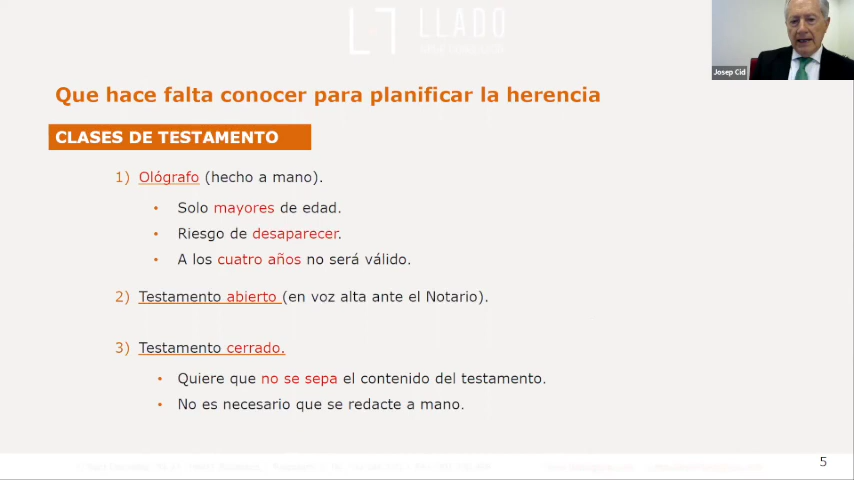 LLADO
Josep Cid
Que hace falta conocer para planificar la herencia
CLASES DE TESTAMENTO
1) Ológrafo (hecho a mano).
• Solo mayores de edad.
• Riesgo de desaparecer.
• A los cuatro años no será válido.
2) Testamento abierto (en voz alta ante el Notario).
3) Testamento cerrado.
• Quiere que no se sepa el contenido del testamento.
• No es necesario que se redacte a mano.
5